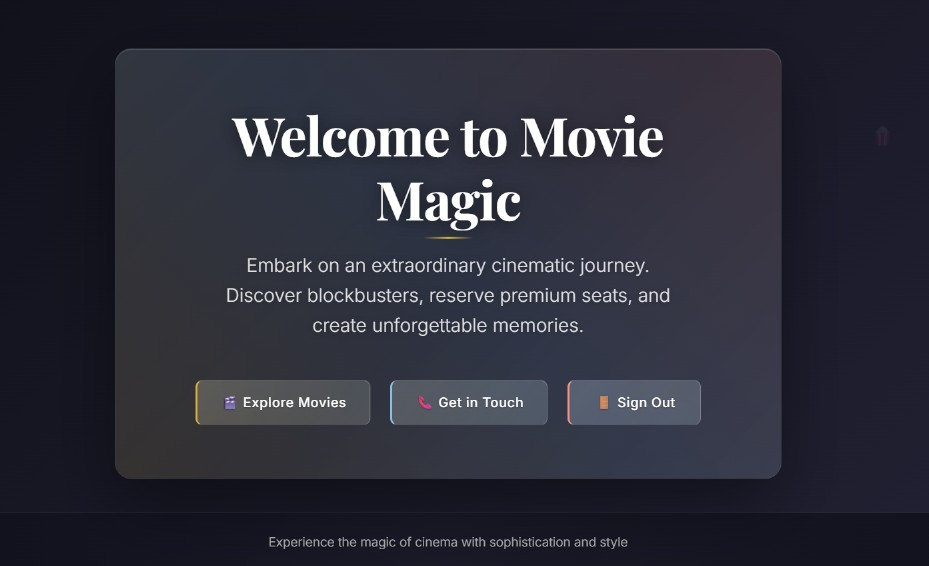 Welcome to Movie
Magic
Embark on an extraordinary cinematic journey.
Discover blockbusters, reserve premium seats, and
create unforgettable memories.
Explore Movies
Get in Touch
Sign Out
Experience the magic of cinema with sophistication and style